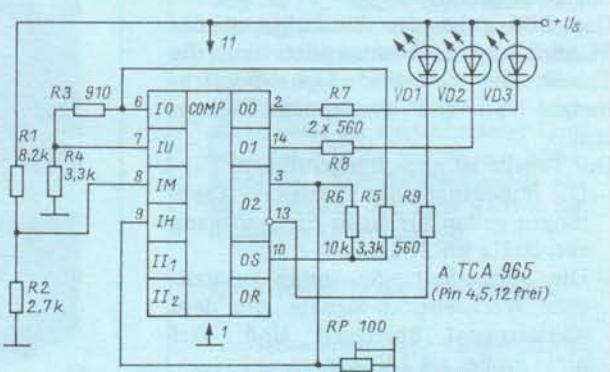 +Us
11
R3 910
6
IO
COMP
OO
2
R7
VD1
VD2
VD3
R1
8,2k
7
IU
O1
14
2 x 560
R4
3,3k
R8
8
IM
3
9
IH
O2
13
R6
R5
R9
10
10k
3,3k
560
R2
2,7k
II1
OS
II2
OR
A TCA 965
(Pin 4,5,12 frei)
1
RP 100